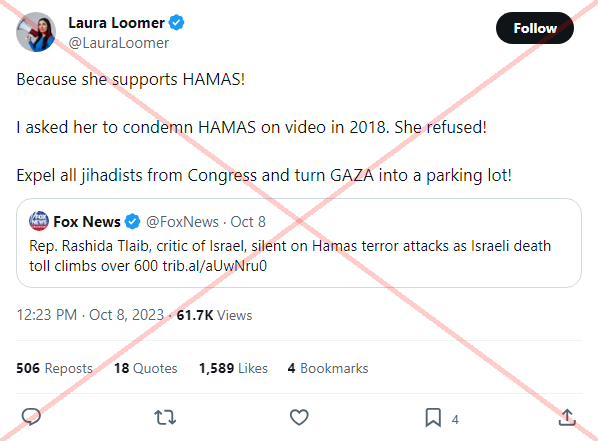 Laura Loomer
@LauraLoomer
Follow
Because she supports HAMAS!
I asked her to condemn HAMAS on video in 2018. She refused!
Expel all jihadists from Congress and turn GAZA into a parking lot!
FOX NEWS
Fox News @FoxNews · Oct 8
Rep. Rashida Tlaib, critic of Israel, silent on Hamas terror attacks as Israeli death
toll climbs over 600 trib.al/aUwNru0
12:23 PM · Oct 8, 2023 · 61.7K Views
506 Reposts 18 Quotes 1,589 Likes 4 Bookmarks
4